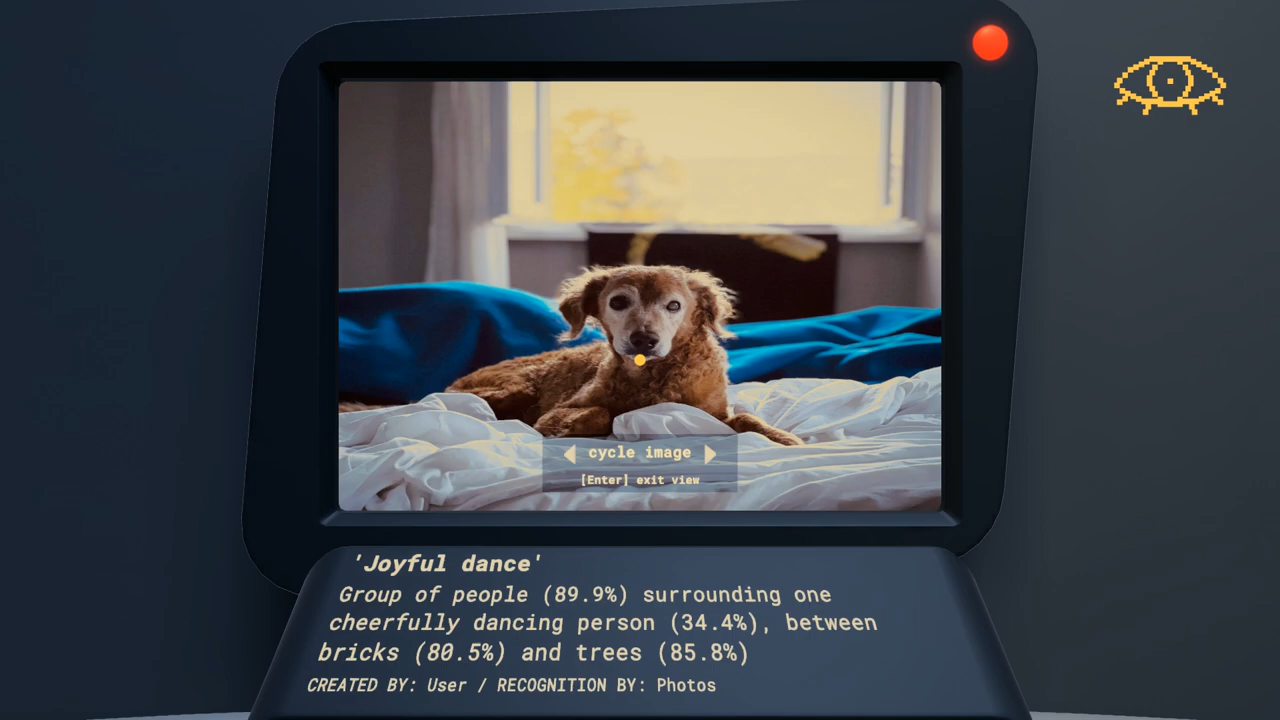 cycle image
[Enter] exit view
'Joyful dance'
Group of people (89.9%) surrounding one
cheerfully dancing person (34.4%), between
bricks (80.5%) and trees (85.8%)
CREATED BY: User / RECOGNITION BY: Photos